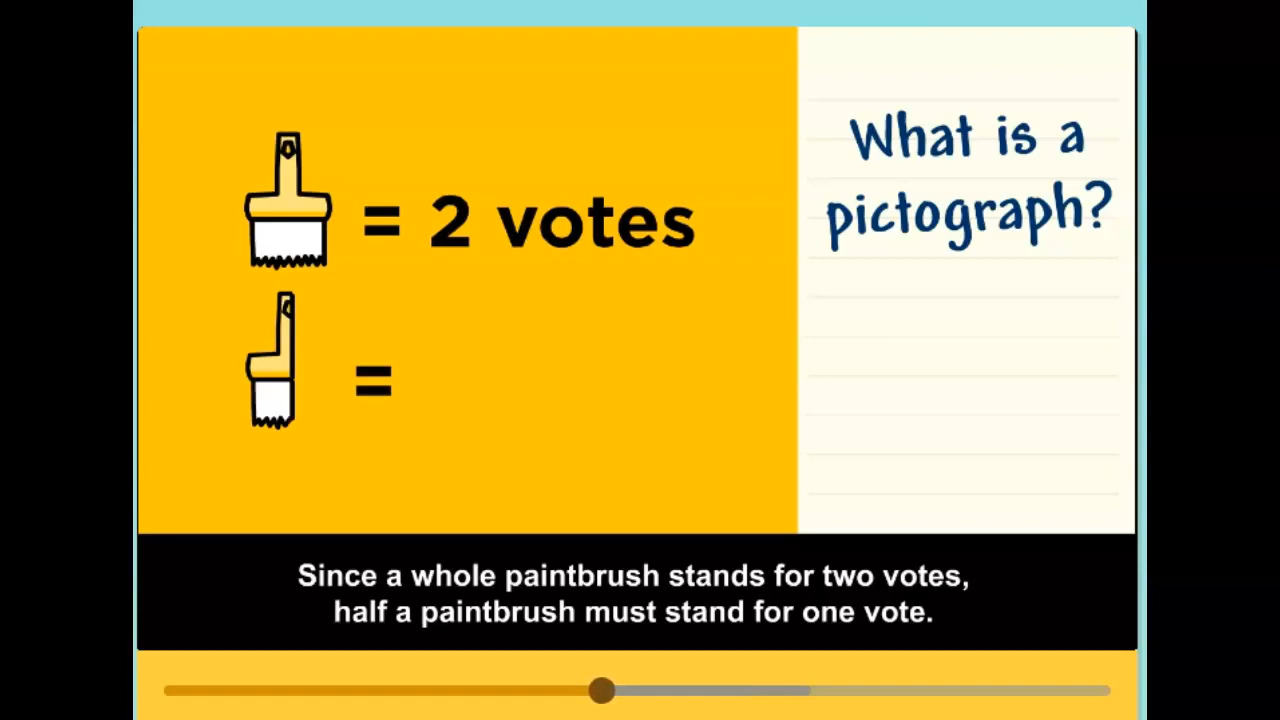 = 2 votes
=
What is a
pictograph?
Since a whole paintbrush stands for two votes,
half a paintbrush must stand for one vote.